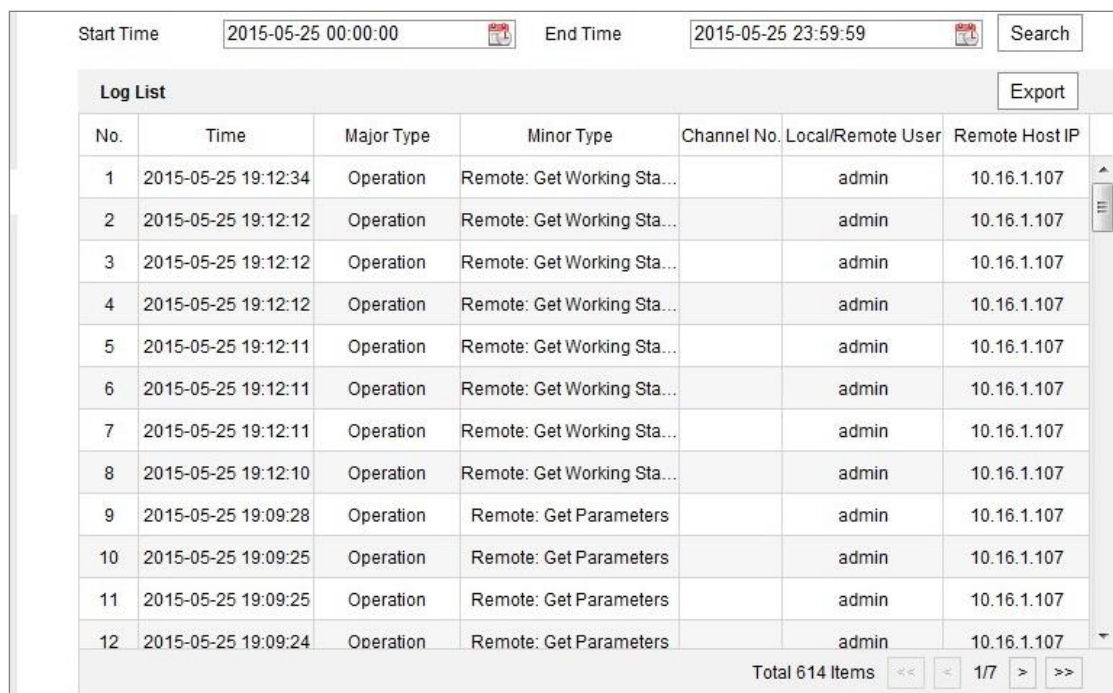 Start Time 2015-05-25 00:00:00 End Time 2015-05-25 23:59:59 Search
Log List Export
No. Time Major Type Minor Type Channel No. Local/Remote User Remote Host IP
1 2015-05-25 19:12:34 Operation Remote: Get Working Sta... admin 10.16.1.107
2 2015-05-25 19:12:12 Operation Remote: Get Working Sta... admin 10.16.1.107
3 2015-05-25 19:12:12 Operation Remote: Get Working Sta... admin 10.16.1.107
4 2015-05-25 19:12:12 Operation Remote: Get Working Sta... admin 10.16.1.107
5 2015-05-25 19:12:11 Operation Remote: Get Working Sta... admin 10.16.1.107
6 2015-05-25 19:12:11 Operation Remote: Get Working Sta... admin 10.16.1.107
7 2015-05-25 19:12:11 Operation Remote: Get Working Sta... admin 10.16.1.107
8 2015-05-25 19:12:10 Operation Remote: Get Working Sta... admin 10.16.1.107
9 2015-05-25 19:09:28 Operation Remote: Get Parameters admin 10.16.1.107
10 2015-05-25 19:09:25 Operation Remote: Get Parameters admin 10.16.1.107
11 2015-05-25 19:09:25 Operation Remote: Get Parameters admin 10.16.1.107
12 2015-05-25 19:09:24 Operation Remote: Get Parameters admin 10.16.1.107
Total 614 Items << < 1/7 > >>